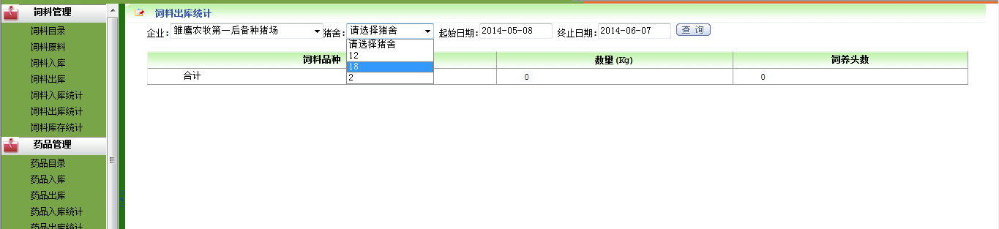 饲料管理
饲料目录
饲料原料
饲料入库
饲料出库
饲料入库统计
饲料出库统计
饲料库存统计
药品管理
药品目录
药品入库
药品出库
药品入库统计
药品出库统计
饲料出库统计
企业: 雏鹰农牧第一后备种猪场 猪舍: 请选择猪舍 起始日期: 2014-05-08 终止日期: 2014-06-07 查 询
请选择猪舍
12
18
2
饲料品种 数量(Kg) 饲养头数
合计 0 0